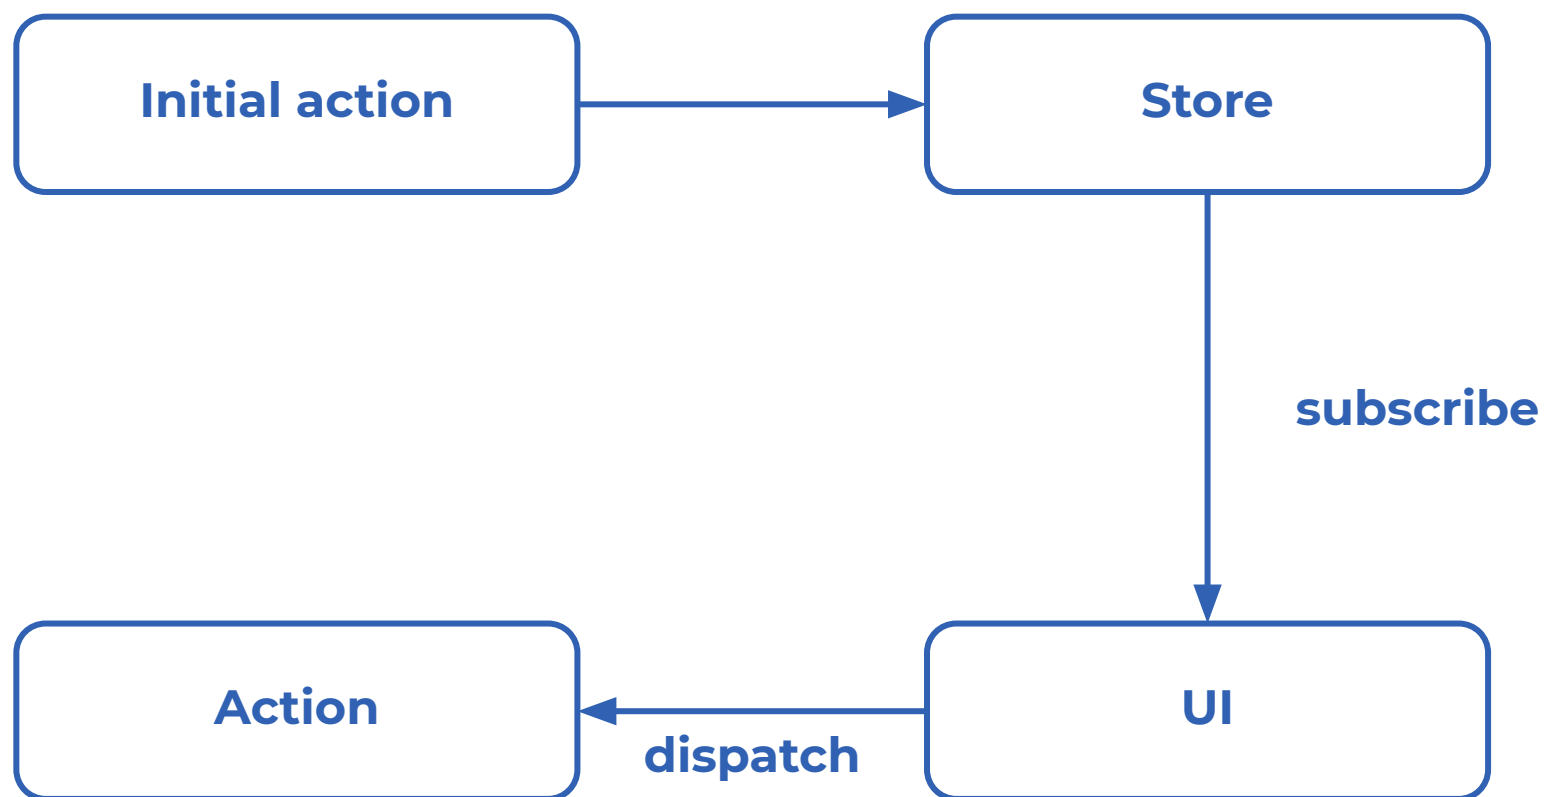 Initial action
Store
subscribe
Action
UI
dispatch